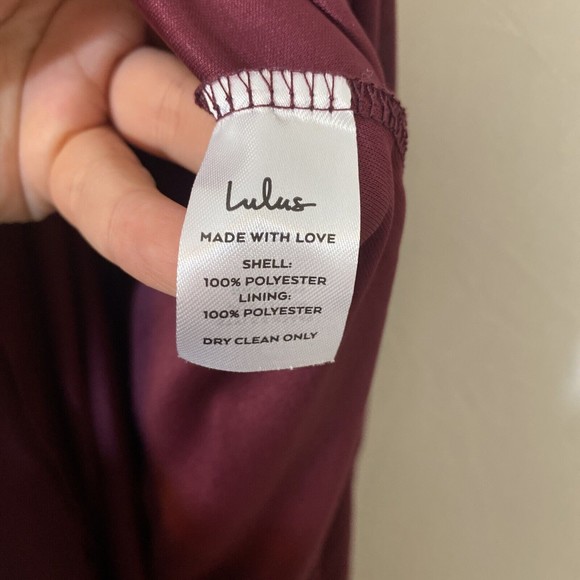 Lulus
MADE WITH LOVE
SHELL:
100% POLYESTER
LINING:
100% POLYESTER
DRY CLEAN ONLY